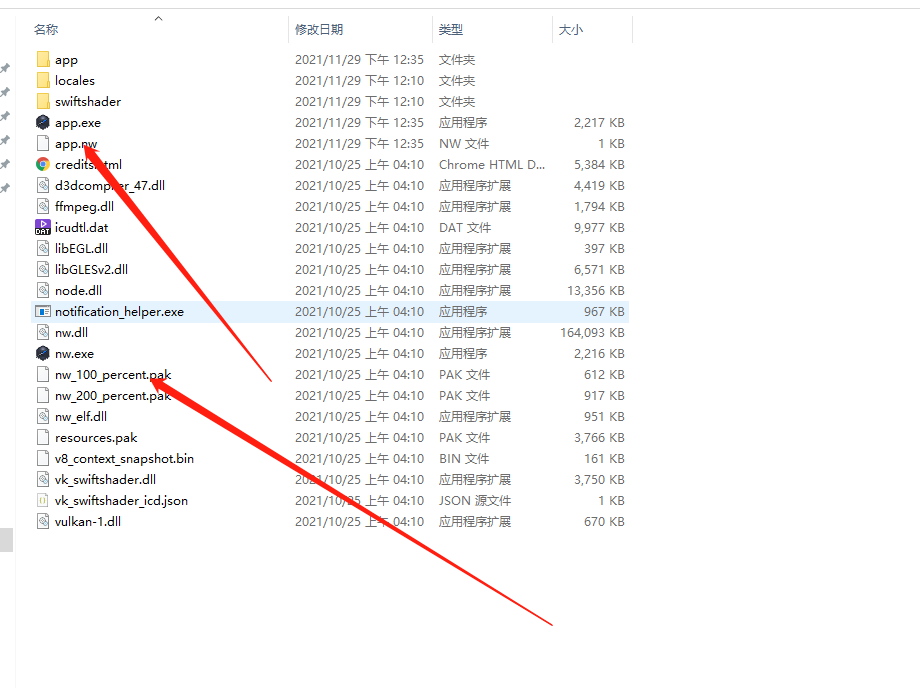 名称 修改日期 类型 大小
app 2021/11/29 下午 12:35 文件夹
locales 2021/11/29 下午 12:10 文件夹
swiftshader 2021/11/29 下午 12:10 文件夹
app.exe 2021/11/29 下午 12:35 应用程序 2,217 KB
app.nw 2021/11/29 下午 12:35 NW 文件 1 KB
credits.html 2021/10/25 上午 04:10 Chrome HTML D... 5,384 KB
d3dcompiler_47.dll 2021/10/25 上午 04:10 应用程序扩展 4,419 KB
ffmpeg.dll 2021/10/25 上午 04:10 应用程序扩展 1,794 KB
DAT icudtl.dat 2021/10/25 上午 04:10 DAT 文件 9,977 KB
libEGL.dll 2021/10/25 上午 04:10 应用程序扩展 397 KB
libGLESv2.dll 2021/10/25 上午 04:10 应用程序扩展 6,571 KB
node.dll 2021/10/25 上午 04:10 应用程序扩展 13,356 KB
notification_helper.exe 2021/10/25 上午 04:10 应用程序 967 KB
nw.dll 2021/10/25 上午 04:10 应用程序扩展 164,093 KB
nw.exe 2021/10/25 上午 04:10 应用程序 2,216 KB
nw_100_percent.pak 2021/10/25 上午 04:10 PAK 文件 612 KB
nw_200_percent.pak 2021/10/25 上午 04:10 PAK 文件 917 KB
nw_elf.dll 2021/10/25 上午 04:10 应用程序扩展 951 KB
resources.pak 2021/10/25 上午 04:10 PAK 文件 3,766 KB
v8_context_snapshot.bin 2021/10/25 上午 04:10 BIN 文件 161 KB
vk_swiftshader.dll 2021/10/25 上午 04:10 应用程序扩展 3,750 KB
vk_swiftshader_icd.json 2021/10/25 上午 04:10 JSON 源文件 1 KB
vulkan-1.dll 2021/10/25 上午 04:10 应用程序扩展 670 KB